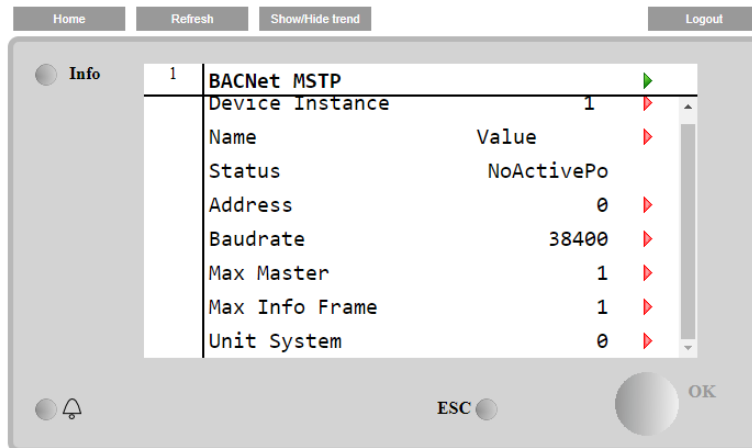 Home Refresh Show/Hide trend Logout
Info
1 BACNet MSTP
Device Instance 1
Name Value
Status NoActivePo
Address 0
Baudrate 38400
Max Master 1
Max Info Frame 1
Unit System 0
ESC OK